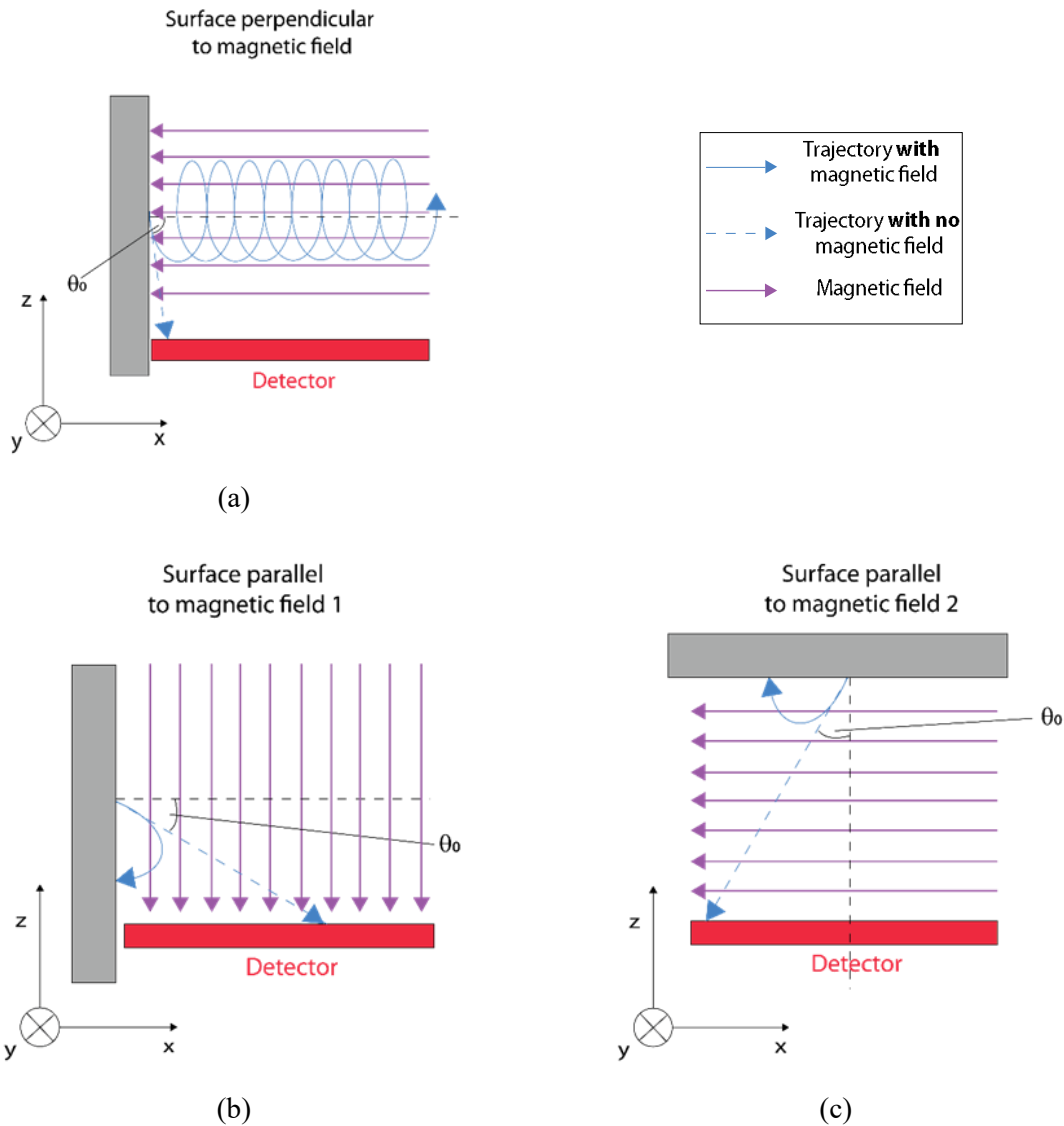 Surface perpendicular
to magnetic field
θ₀
z
y
x
Detector
(a)
Trajectory with
magnetic field
Trajectory with no
magnetic field
Magnetic field
Surface parallel
to magnetic field 1
θ₀
z
y
x
Detector
(b)
Surface parallel
to magnetic field 2
θ₀
z
y
x
Detector
(c)